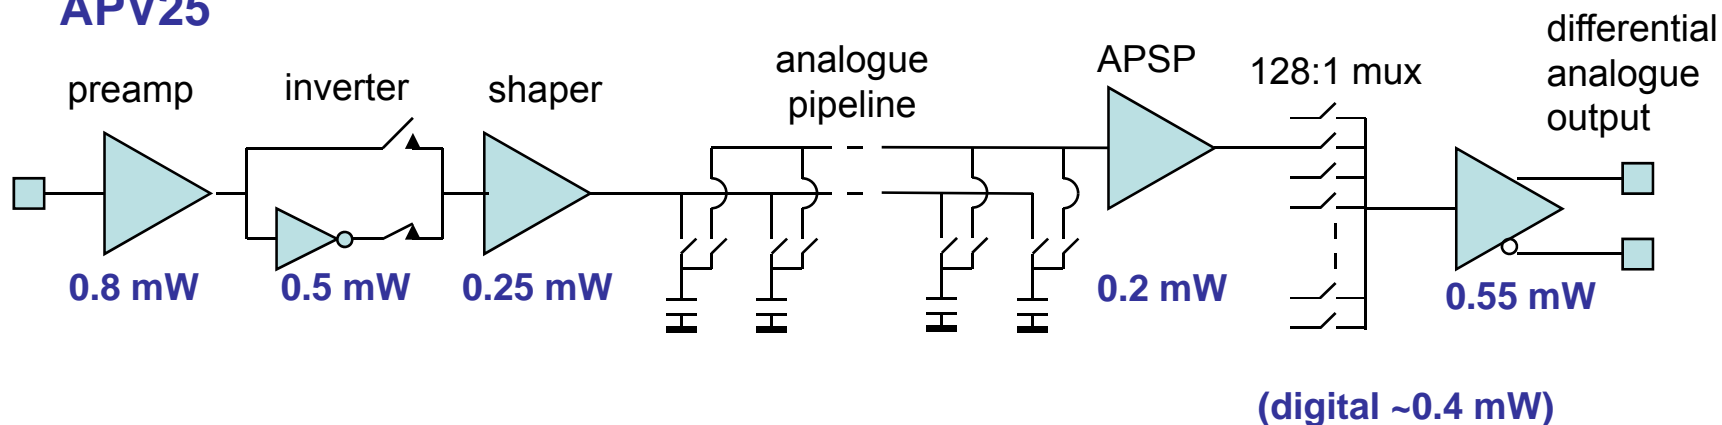 APV25
preamp
inverter
shaper
analogue
pipeline
APSP
128:1 mux
differential
analogue
output
0.8 mW
0.5 mW
0.25 mW
0.2 mW
0.55 mW
(digital ~0.4 mW)